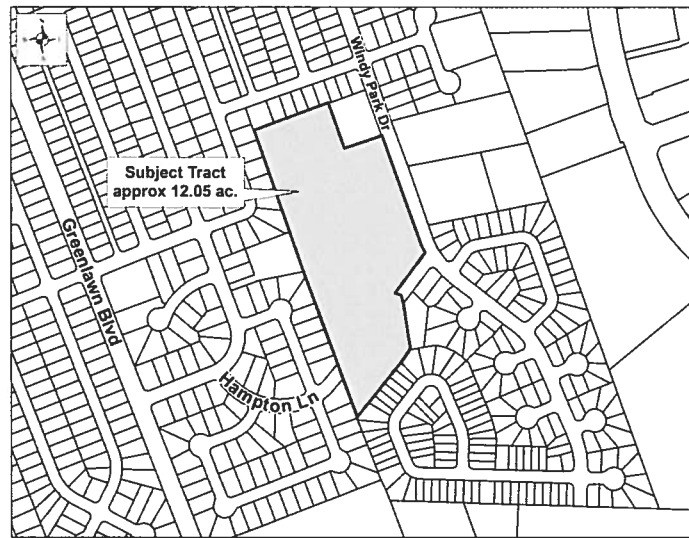 Windy Park Dr
Subject Tract
approx 12.05 ac.
Greenlawn Blvd
Hampton Ln